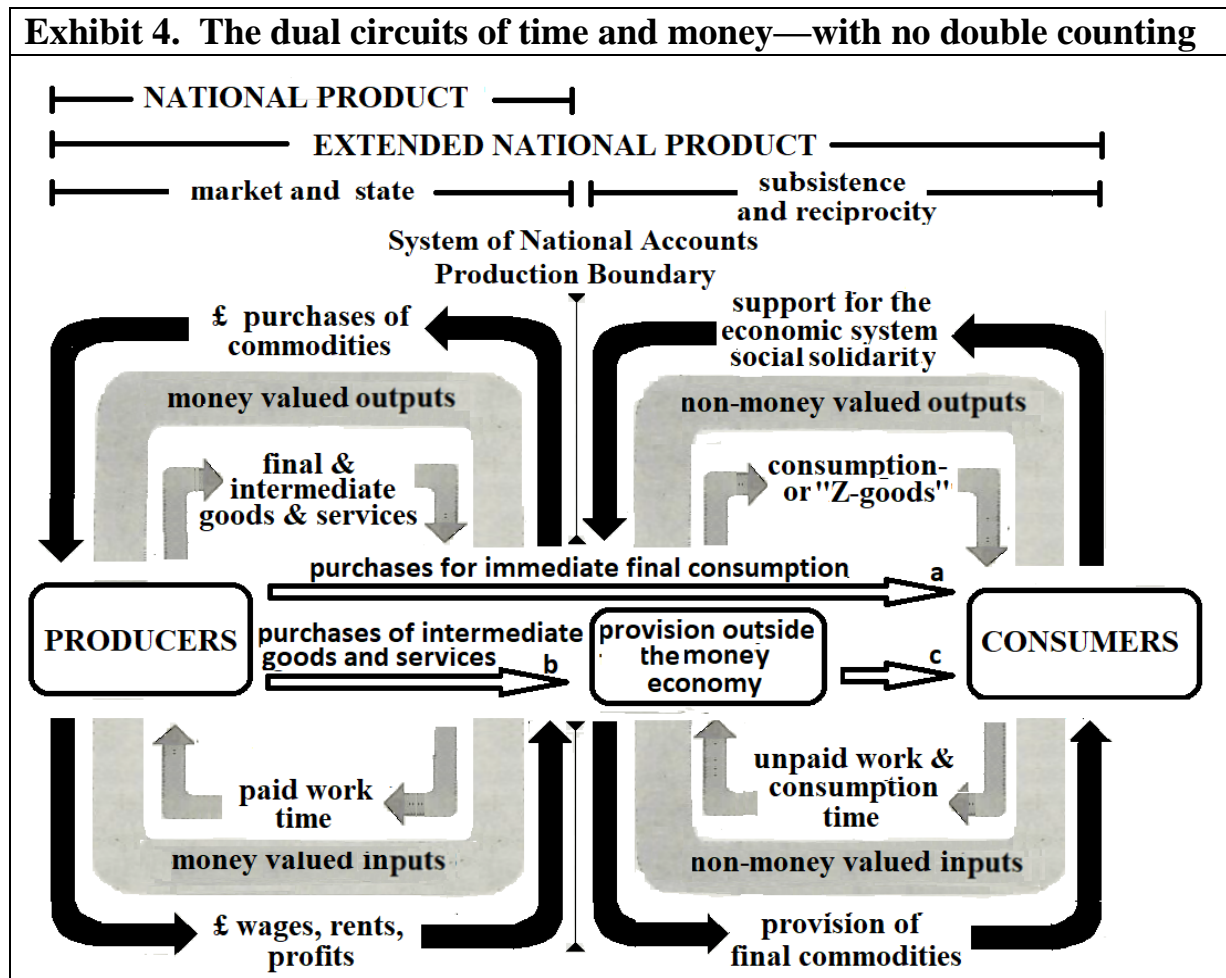 Exhibit 4. The dual circuits of time and money—with no double counting
NATIONAL PRODUCT
EXTENDED NATIONAL PRODUCT
market and state
subsistence
and reciprocity
System of National Accounts
Production Boundary
£ purchases of
commodities
support for the
economic system
social solidarity
money valued outputs
non-money valued outputs
final &
intermediate
goods & services
consumption-
or "Z-goods"
purchases for immediate final consumption
a
PRODUCERS
purchases of intermediate
goods and services
b
provision outside
the money
economy
c
CONSUMERS
paid work
time
unpaid work &
consumption
time
money valued inputs
non-money valued inputs
£ wages, rents,
profits
provision of
final commodities